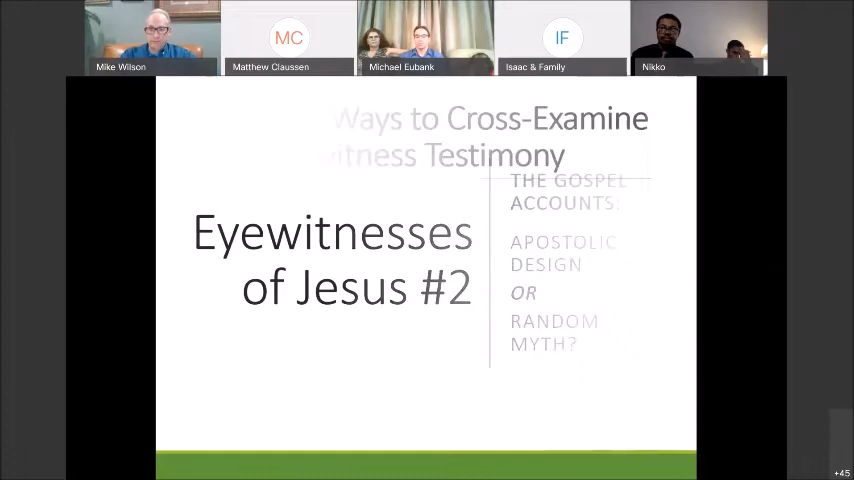 MC
IF
Mike Wilson
Matthew Claussen
Michael Eubank
Isaac & Family
Nikko
Ways to Cross-Examine
Testimony
THE GOSPEL
ACCOUNTS:
Eyewitnesses
of Jesus #2
APOSTOLIC
DESIGN
OR
RANDOM
MYTH?
+45